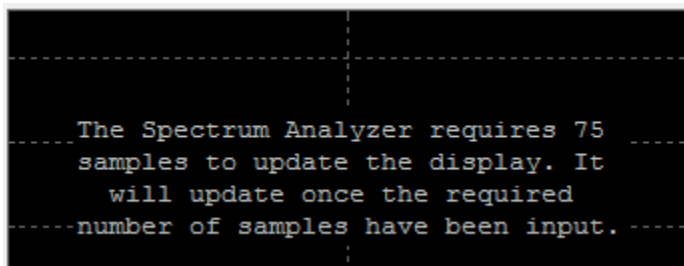 The Spectrum Analyzer requires 75
samples to update the display. It
will update once the required
number of samples have been input.